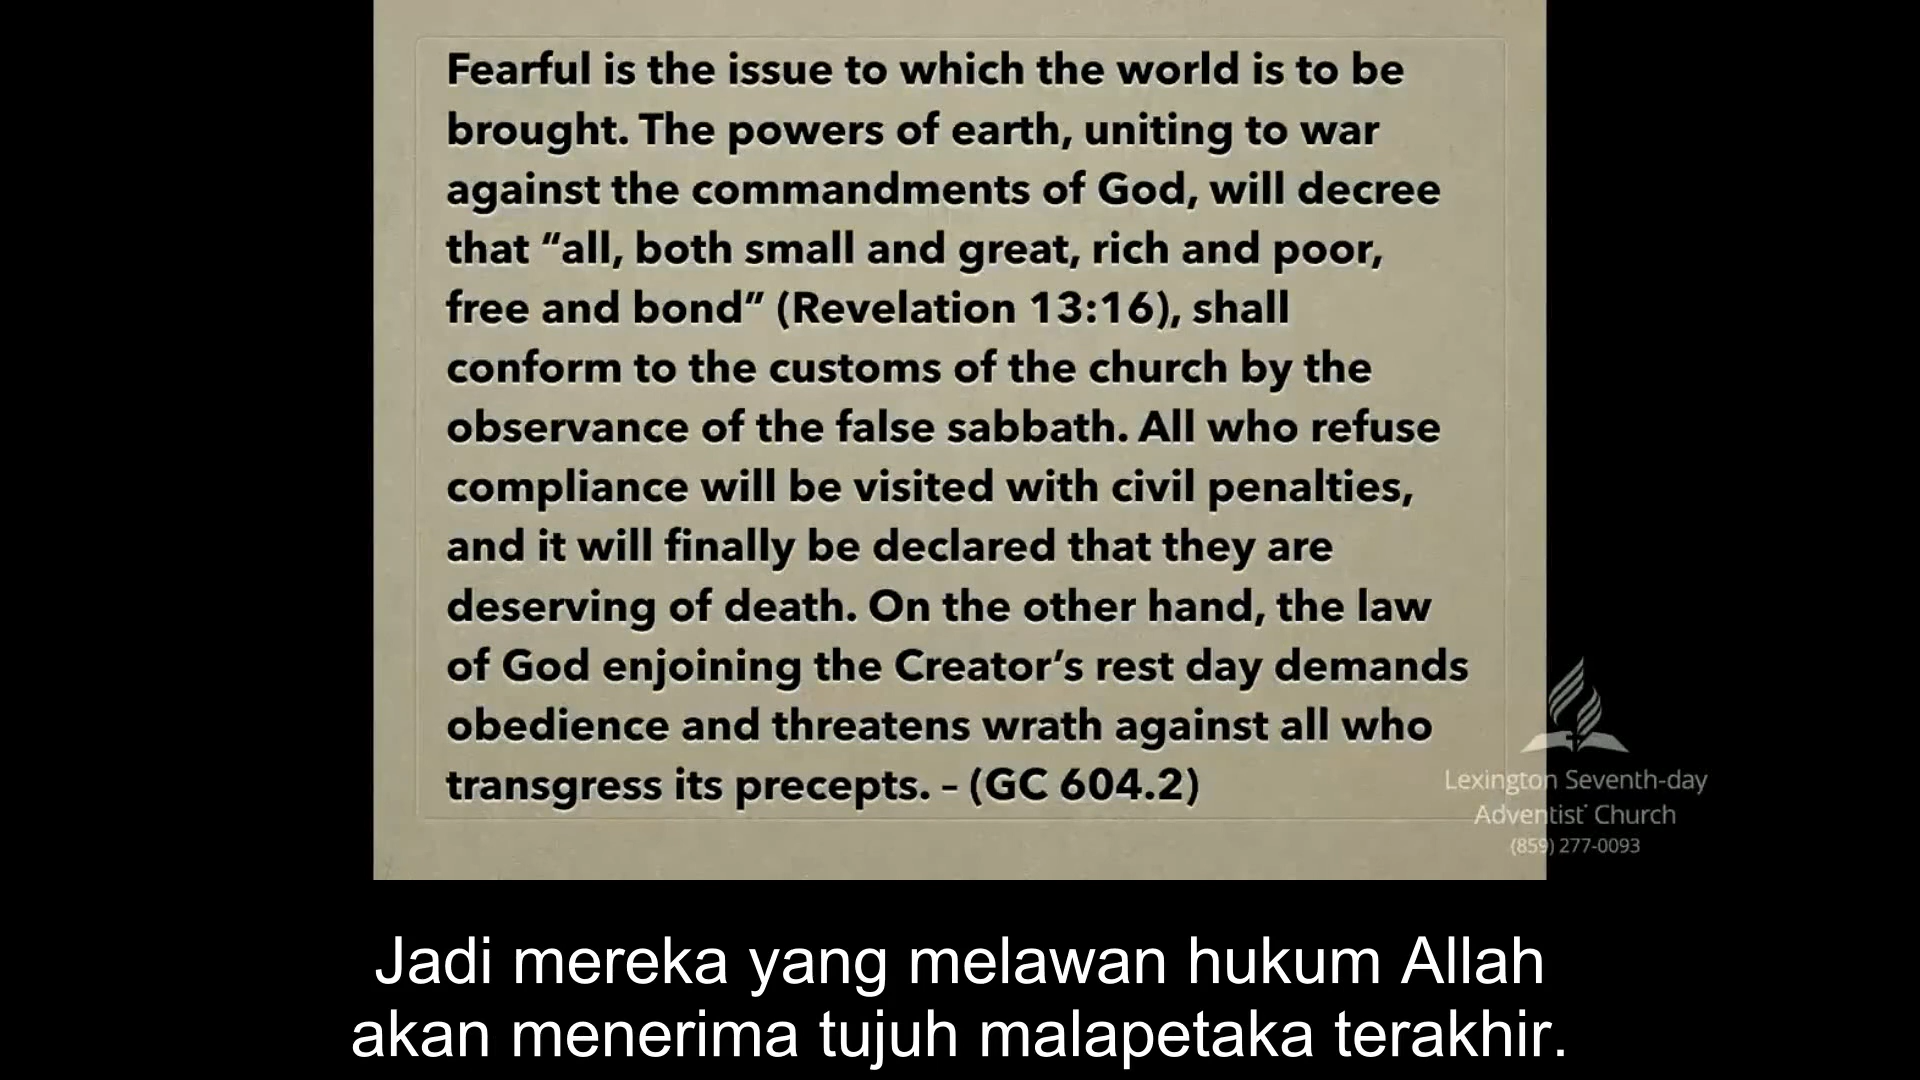 Fearful is the issue to which the world is to be
brought. The powers of earth, uniting to war
against the commandments of God, will decree
that “all, both small and great, rich and poor,
free and bond” (Revelation 13:16), shall
conform to the customs of the church by the
observance of the false sabbath. All who refuse
compliance will be visited with civil penalties,
and it will finally be declared that they are
deserving of death. On the other hand, the law
of God enjoining the Creator’s rest day demands
obedience and threatens wrath against all who
transgress its precepts. – (GC 604.2)
Lexington Seventh-day
Adventist Church
(859) 277-0093
Jadi mereka yang melawan hukum Allah
akan menerima tujuh malapetaka terakhir.